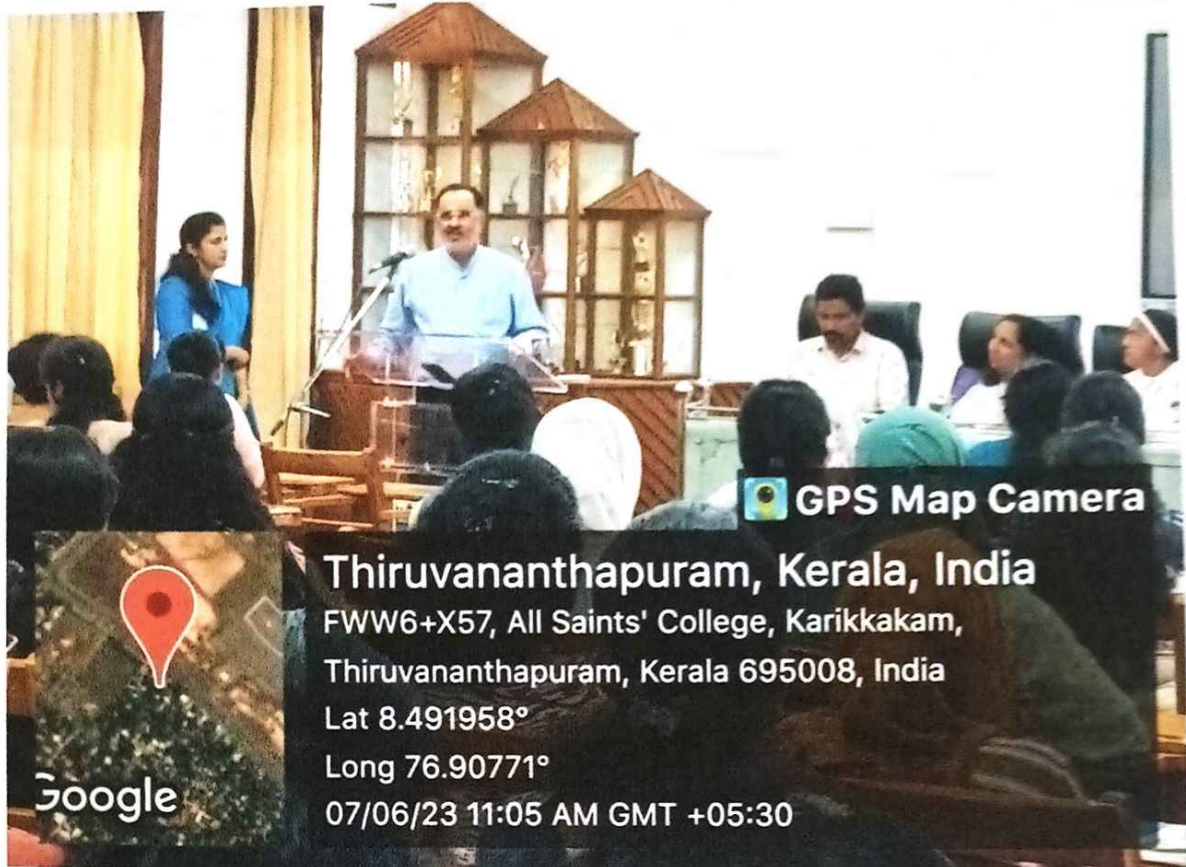 GPS Map Camera
Thiruvananthapuram, Kerala, India
FWW6+X57, All Saints' College, Karikkakam,
Thiruvananthapuram, Kerala 695008, India
Lat 8.491958°
Long 76.90771°
07/06/23 11:05 AM GMT +05:30
Google